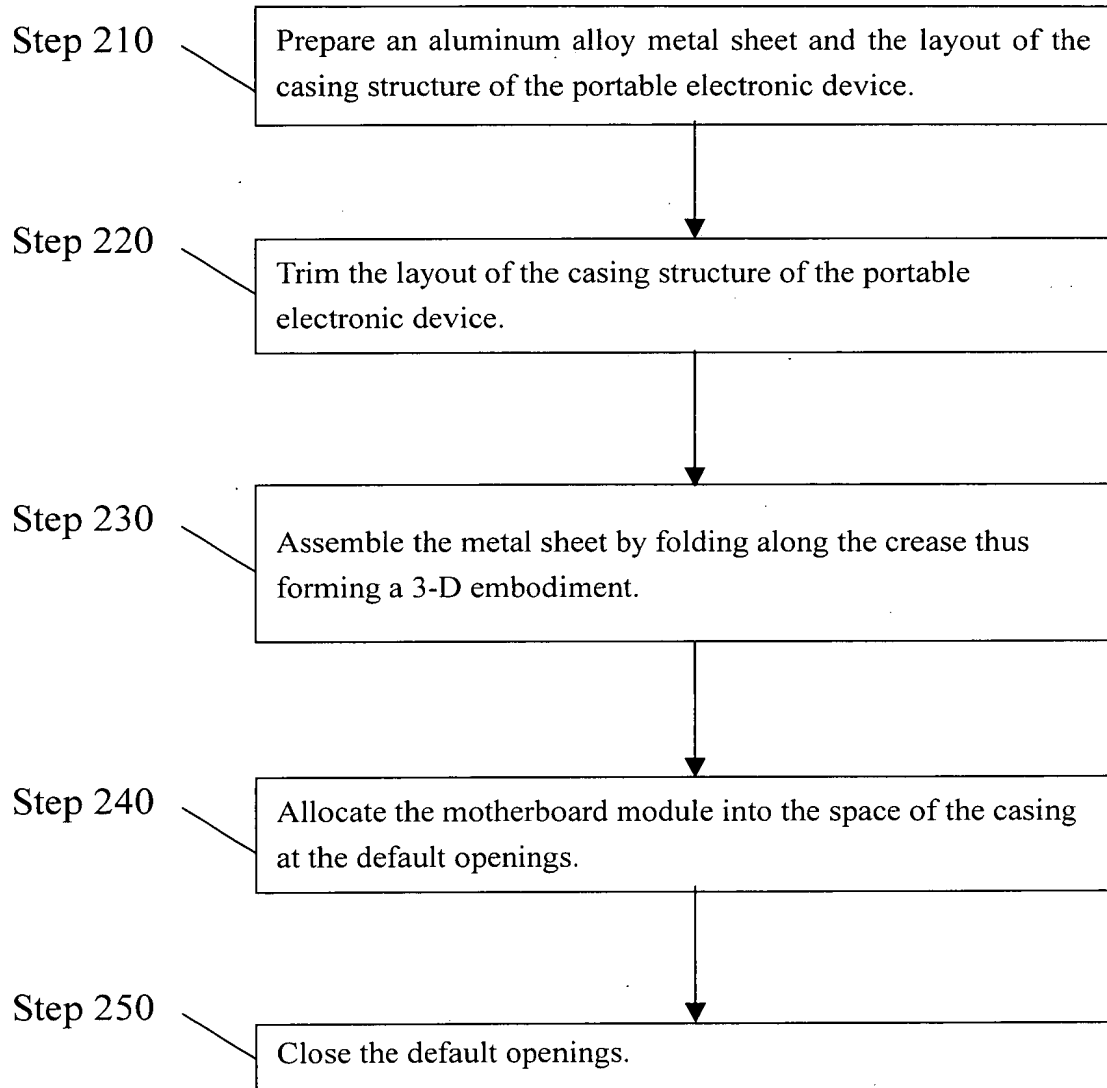 Step 210
Prepare an aluminum alloy metal sheet and the layout of the
casing structure of the portable electronic device.
Step 220
Trim the layout of the casing structure of the portable
electronic device.
Step 230
Assemble the metal sheet by folding along the crease thus
forming a 3-D embodiment.
Step 240
Allocate the motherboard module into the space of the casing
at the default openings.
Step 250
Close the default openings.